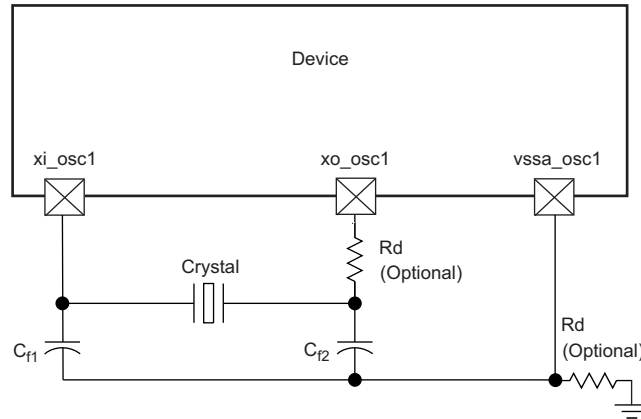 Device
xi_osc1
xo_osc1
vssa_osc1
Rd
(Optional)
Crystal
Rd
(Optional)
Cf1
Cf2